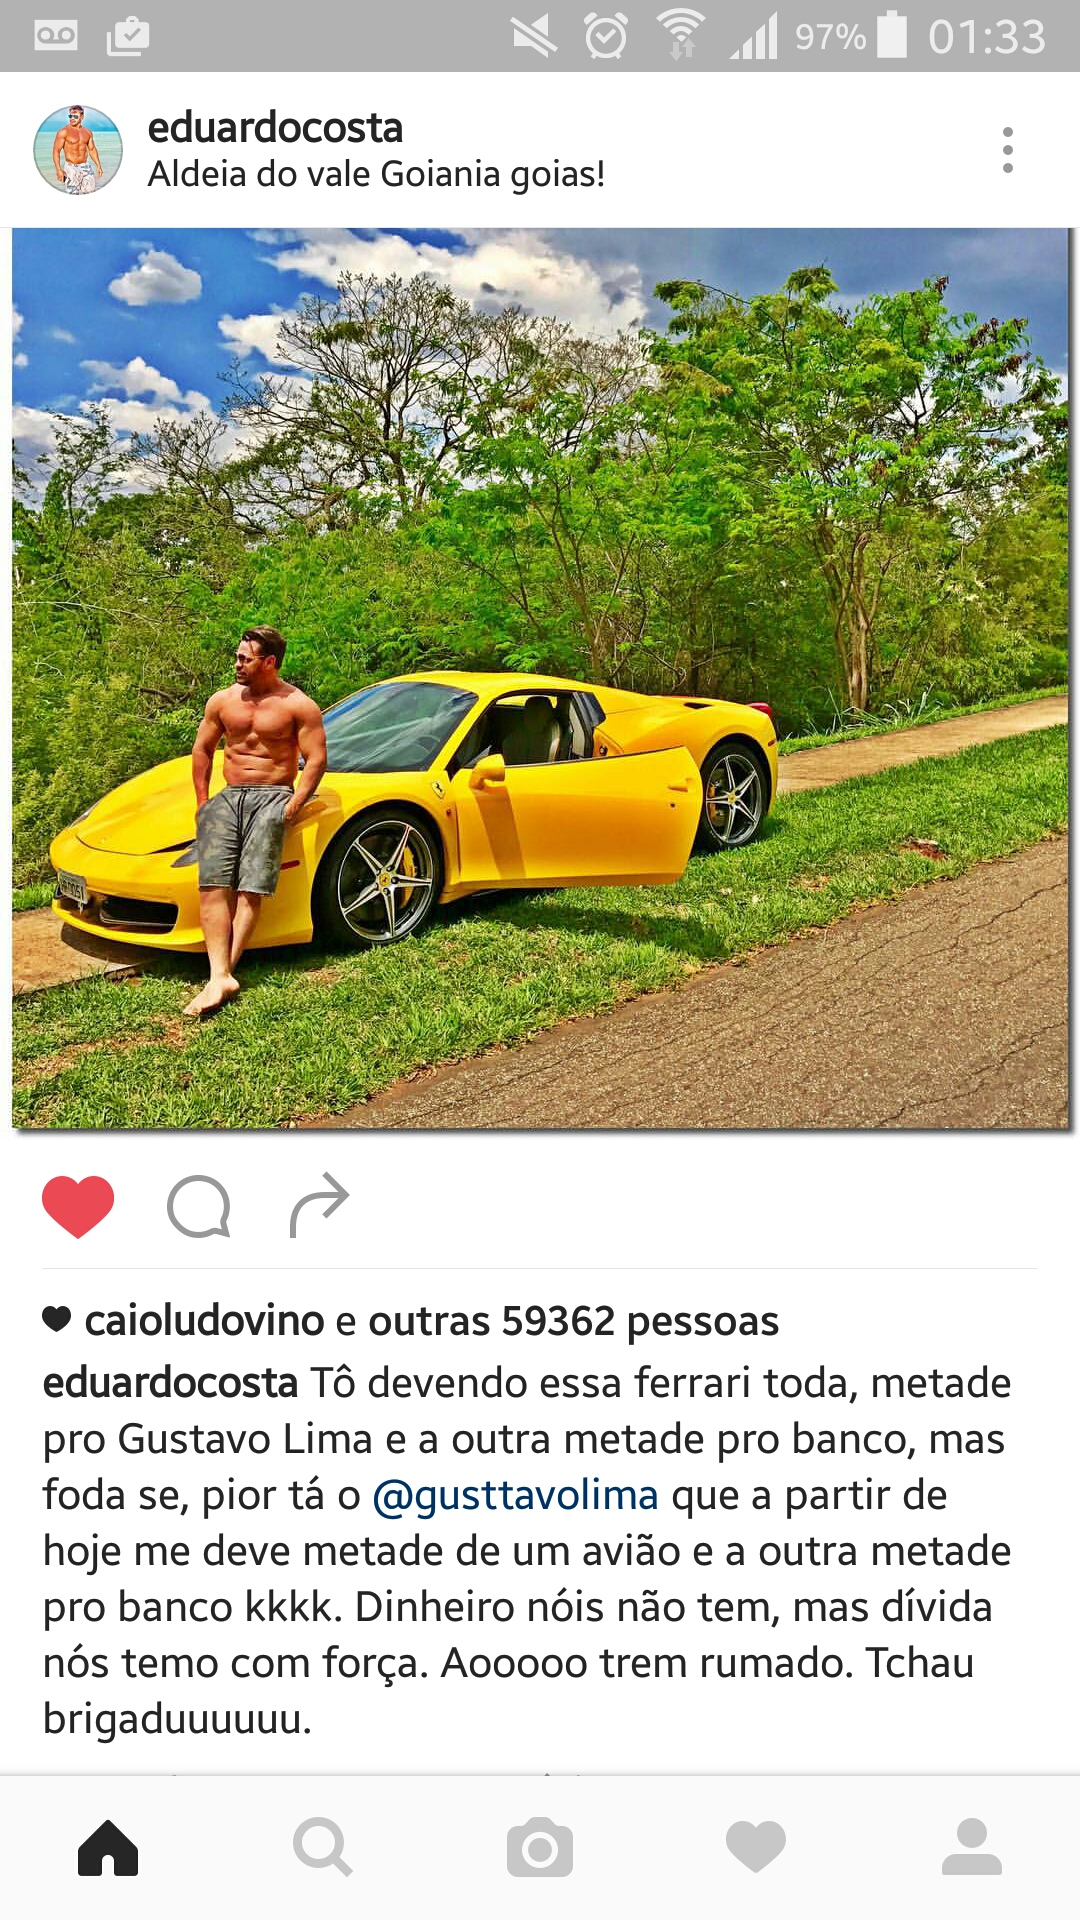 97% 01:33
eduardocosta
Aldeia do vale Goiania goias!
caioludovino e outras 59362 pessoas
eduardocosta Tô devendo essa ferrari toda, metade
pro Gustavo Lima e a outra metade pro banco, mas
foda se, pior tá o @gusttavolima que a partir de
hoje me deve metade de um avião e a outra metade
pro banco kkkk. Dinheiro nóis não tem, mas dívida
nós temo com força. Aooooo trem rumado. Tchau
brigaduuuuuu.